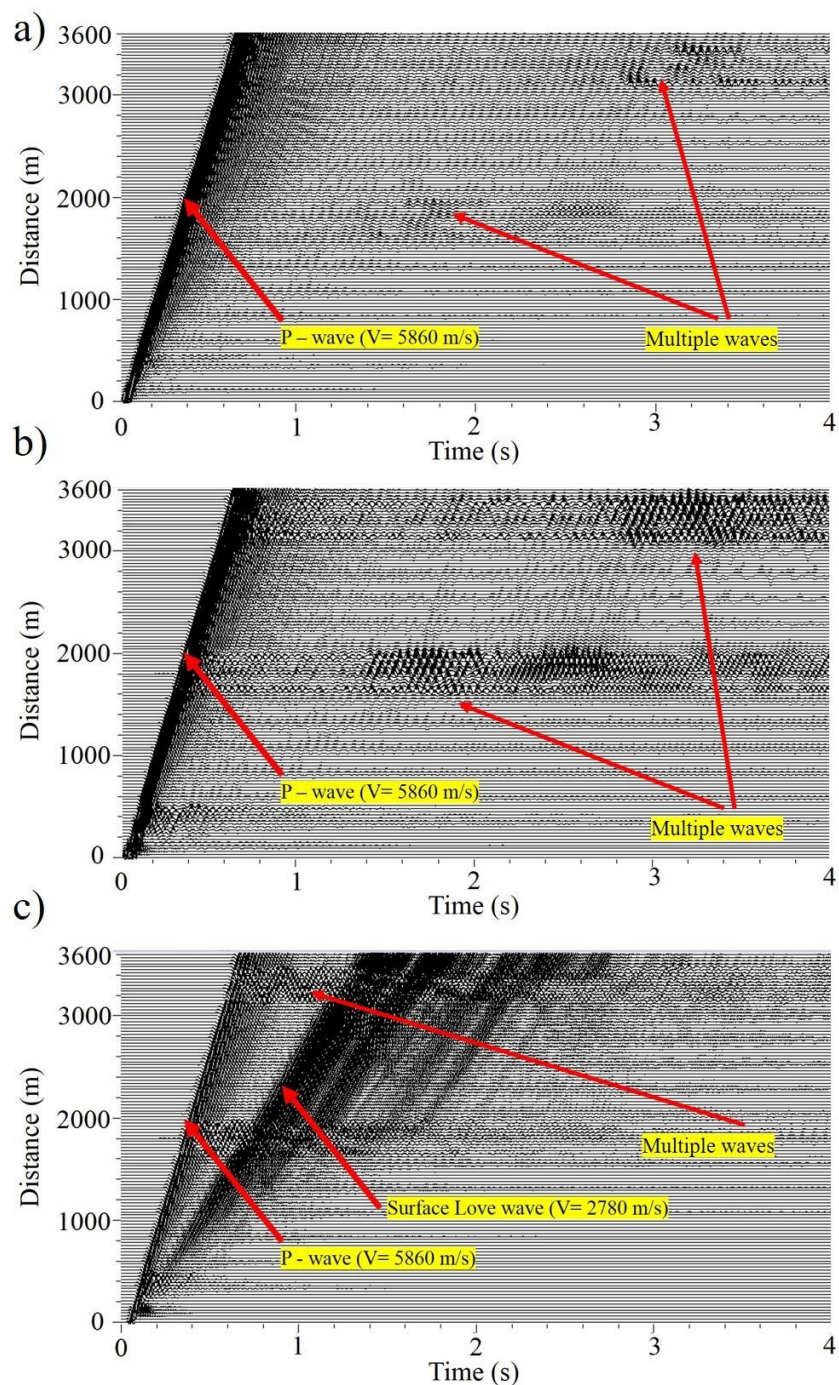 a)
3600
3000
2000
1000
0
Distance (m)
P – wave (V= 5860 m/s)
Multiple waves
0 1 2 3 4
Time (s)
b)
3600
3000
2000
1000
0
Distance (m)
P – wave (V= 5860 m/s)
Multiple waves
0 1 2 3 4
Time (s)
c)
3600
3000
2000
1000
0
Distance (m)
Multiple waves
Surface Love wave (V= 2780 m/s)
P - wave (V= 5860 m/s)
0 1 2 3 4
Time (s)